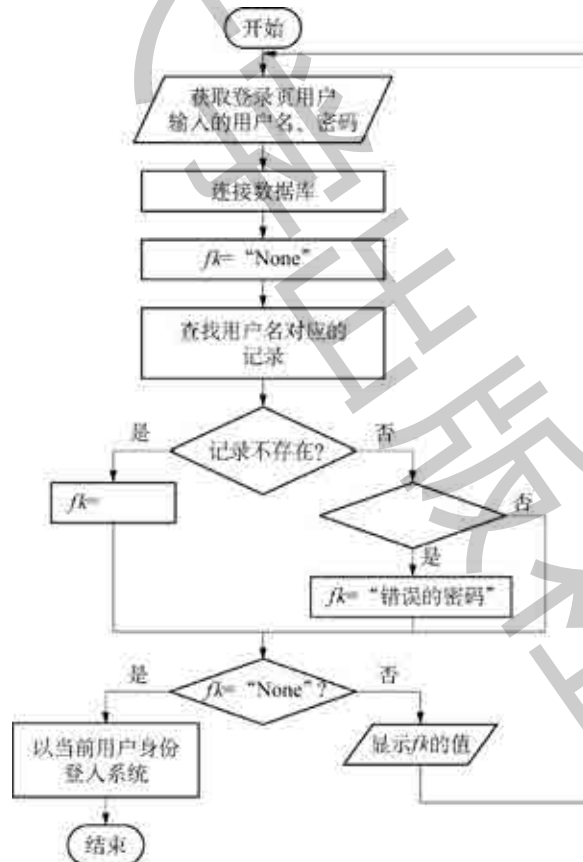 开始
获取登录页用户
输入的用户名、密码
连接数据库
fk= “None”
查找用户名对应的
记录
是
记录不存在?
否
fk=
否
是
fk= “错误的密码”
是
fk= “None”?
否
以当前用户身份
登入系统
显示fk的值
结束